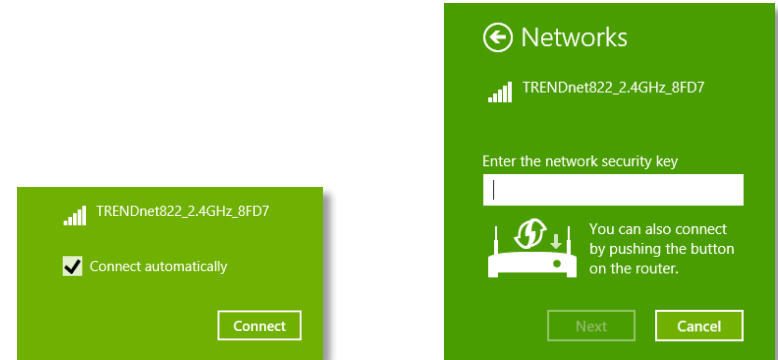 TRENDnet822_2.4GHz_8FD7
Connect automatically
Connect
Networks
TRENDnet822_2.4GHz_8FD7
Enter the network security key
You can also connect
by pushing the button
on the router.
Next
Cancel